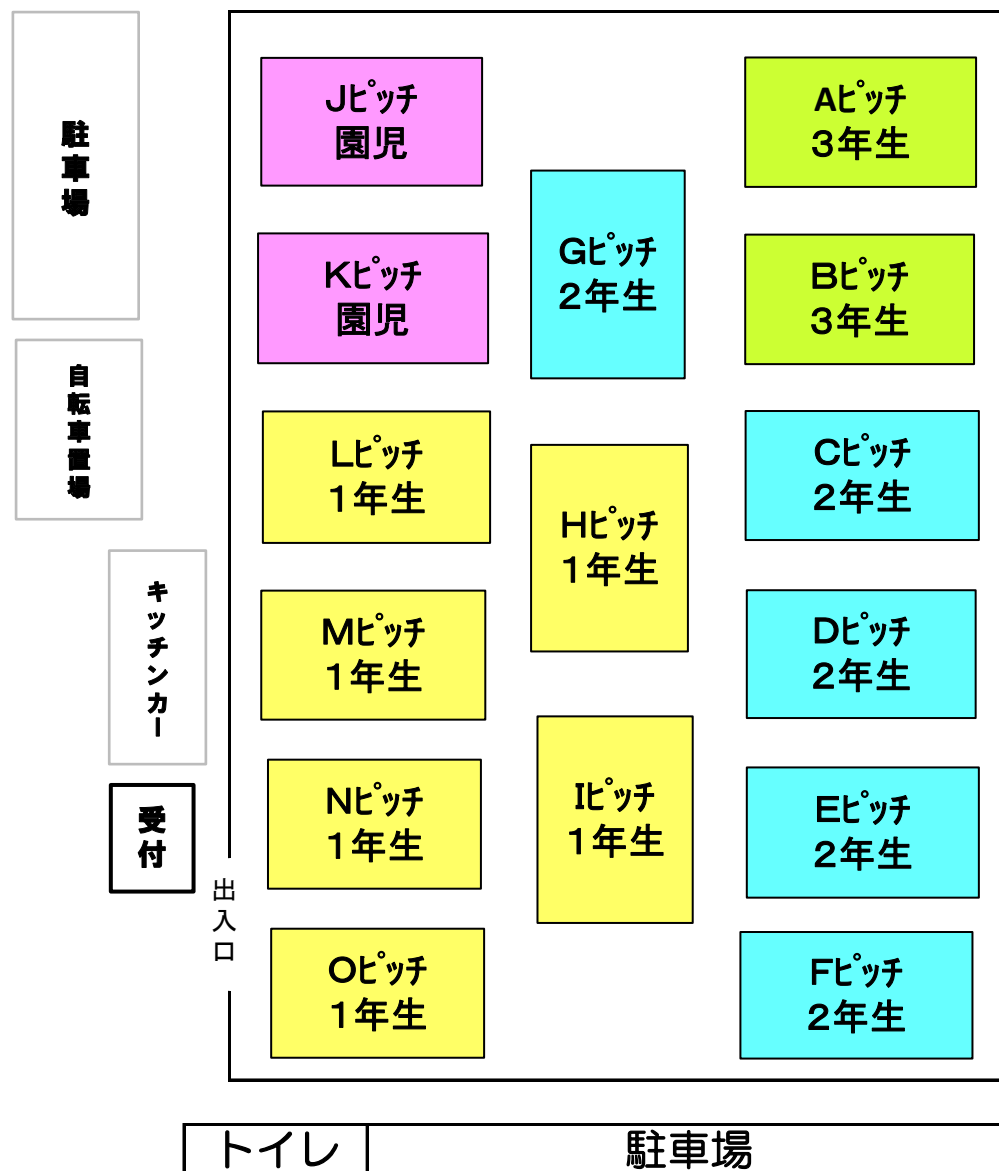 駐車場
自転車置場
キッチンカー
受付
出入口
Jピッチ
園児
Kピッチ
園児
Lピッチ
1年生
Mピッチ
1年生
Nピッチ
1年生
Oピッチ
1年生
Gピッチ
2年生
Hピッチ
1年生
Iピッチ
1年生
Aピッチ
3年生
Bピッチ
3年生
Cピッチ
2年生
Dピッチ
2年生
Eピッチ
2年生
Fピッチ
2年生
トイレ
駐車場